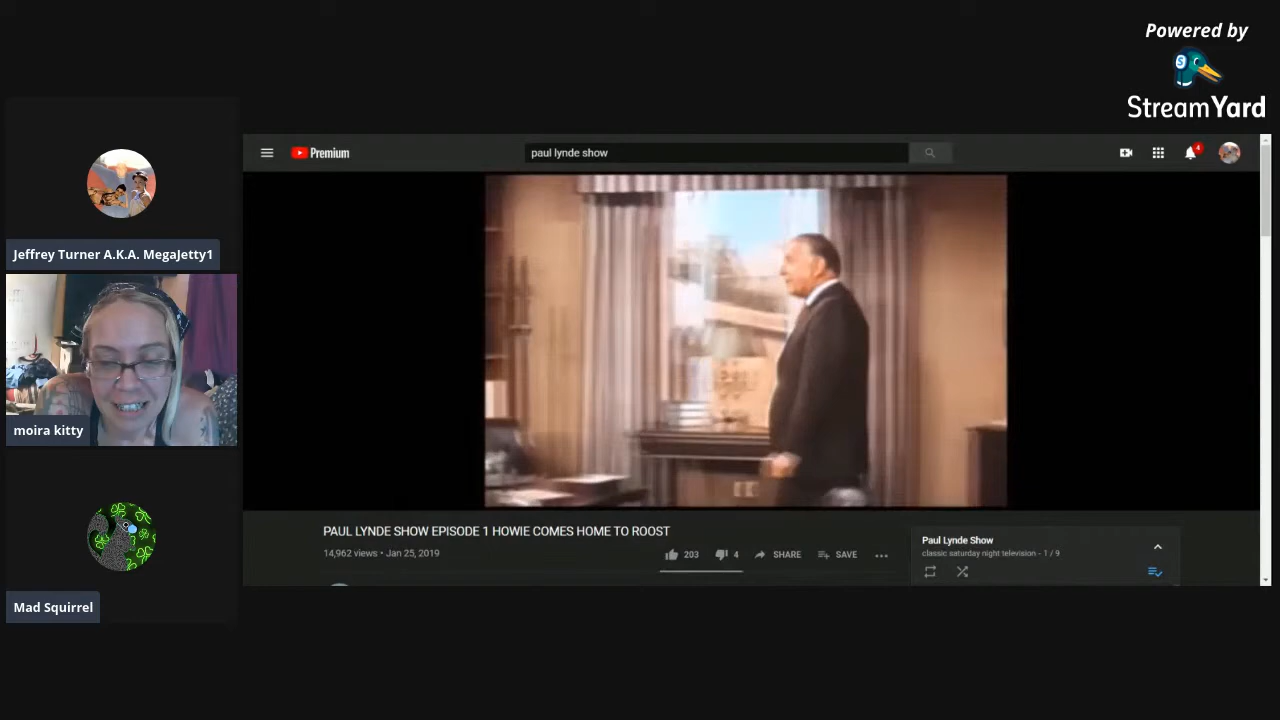 Powered by
StreamYard
Premium
paul lynde show
4
Jeffrey Turner A.K.A. MegaJetty1
moira kitty
Mad Squirrel
PAUL LYNDE SHOW EPISODE 1 HOWIE COMES HOME TO ROOST
14,962 views • Jan 25, 2019
203
4
SHARE
SAVE
Paul Lynde Show
classic saturday night television - 1 / 9